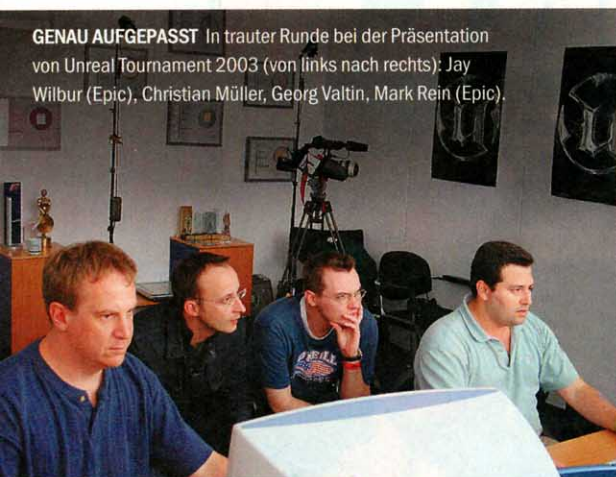 GENAU AUFGEPASST In trauter Runde bei der Präsentation
von Unreal Tournament 2003 (von links nach rechts): Jay
Wilbur (Epic), Christian Müller, Georg Valtin, Mark Rein (Epic).